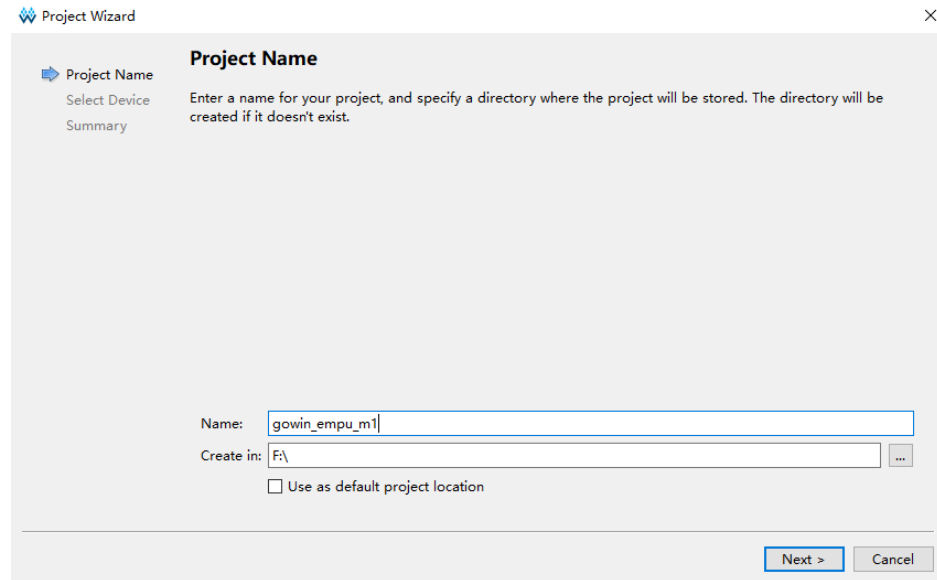 Project Wizard
Project Name
Select Device
Summary
Project Name
Enter a name for your project, and specify a directory where the project will be stored. The directory will be
created if it doesn't exist.
Name: gowin_empu_m1
Create in: F:\ ...
Use as default project location
Next > Cancel